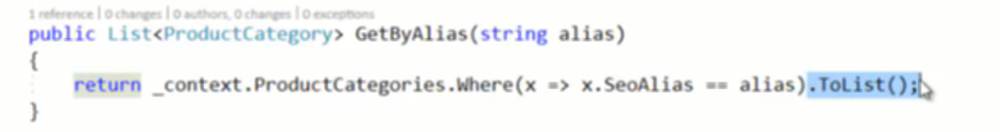 1 reference | 0 changes | 0 authors, 0 changes | 0 exceptions
public List<ProductCategory> GetByAlias(string alias)
{
return _context.ProductCategories.Where(x => x.SeoAlias == alias).ToList();
}